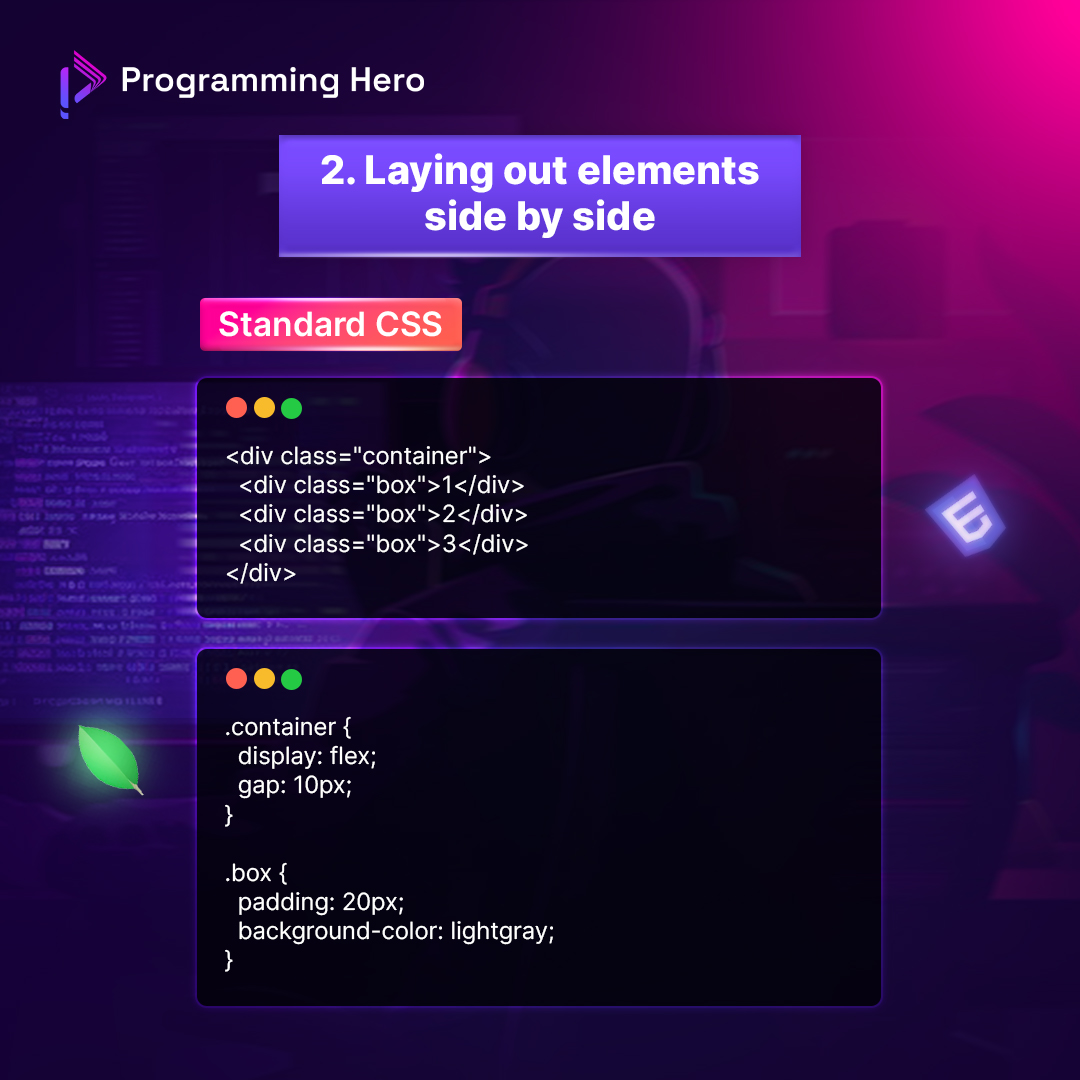 Programming Hero
2. Laying out elements
side by side
Standard CSS
<div class="container">
  <div class="box">1</div>
  <div class="box">2</div>
  <div class="box">3</div>
</div>
.container {
  display: flex;
  gap: 10px;
}
.box {
  padding: 20px;
  background-color: lightgray;
}